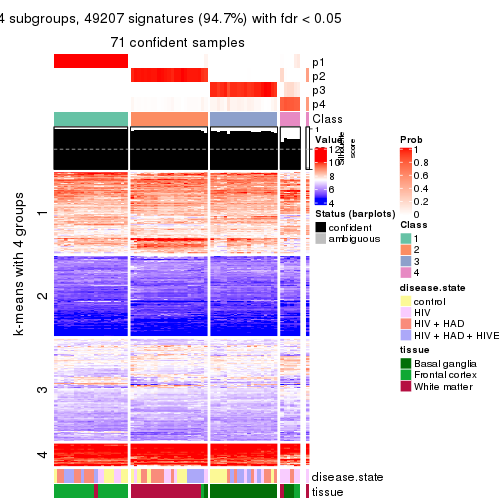 4 subgroups, 49207 signatures (94.7%) with fdr < 0.05
71 confident samples
p1
p2
p3
p4
Class
1
Silhouette
score
k-means with 4 groups
1
2
3
4
disease.state
tissue
Value
12
10
8
6
4
Status (barplots)
confident
ambiguous
Prob
1
0.8
0.6
0.4
0.2
0
Class
1
2
3
4
disease.state
control
HIV
HIV + HAD
HIV + HAD + HIVE
tissue
Basal ganglia
Frontal cortex
White matter